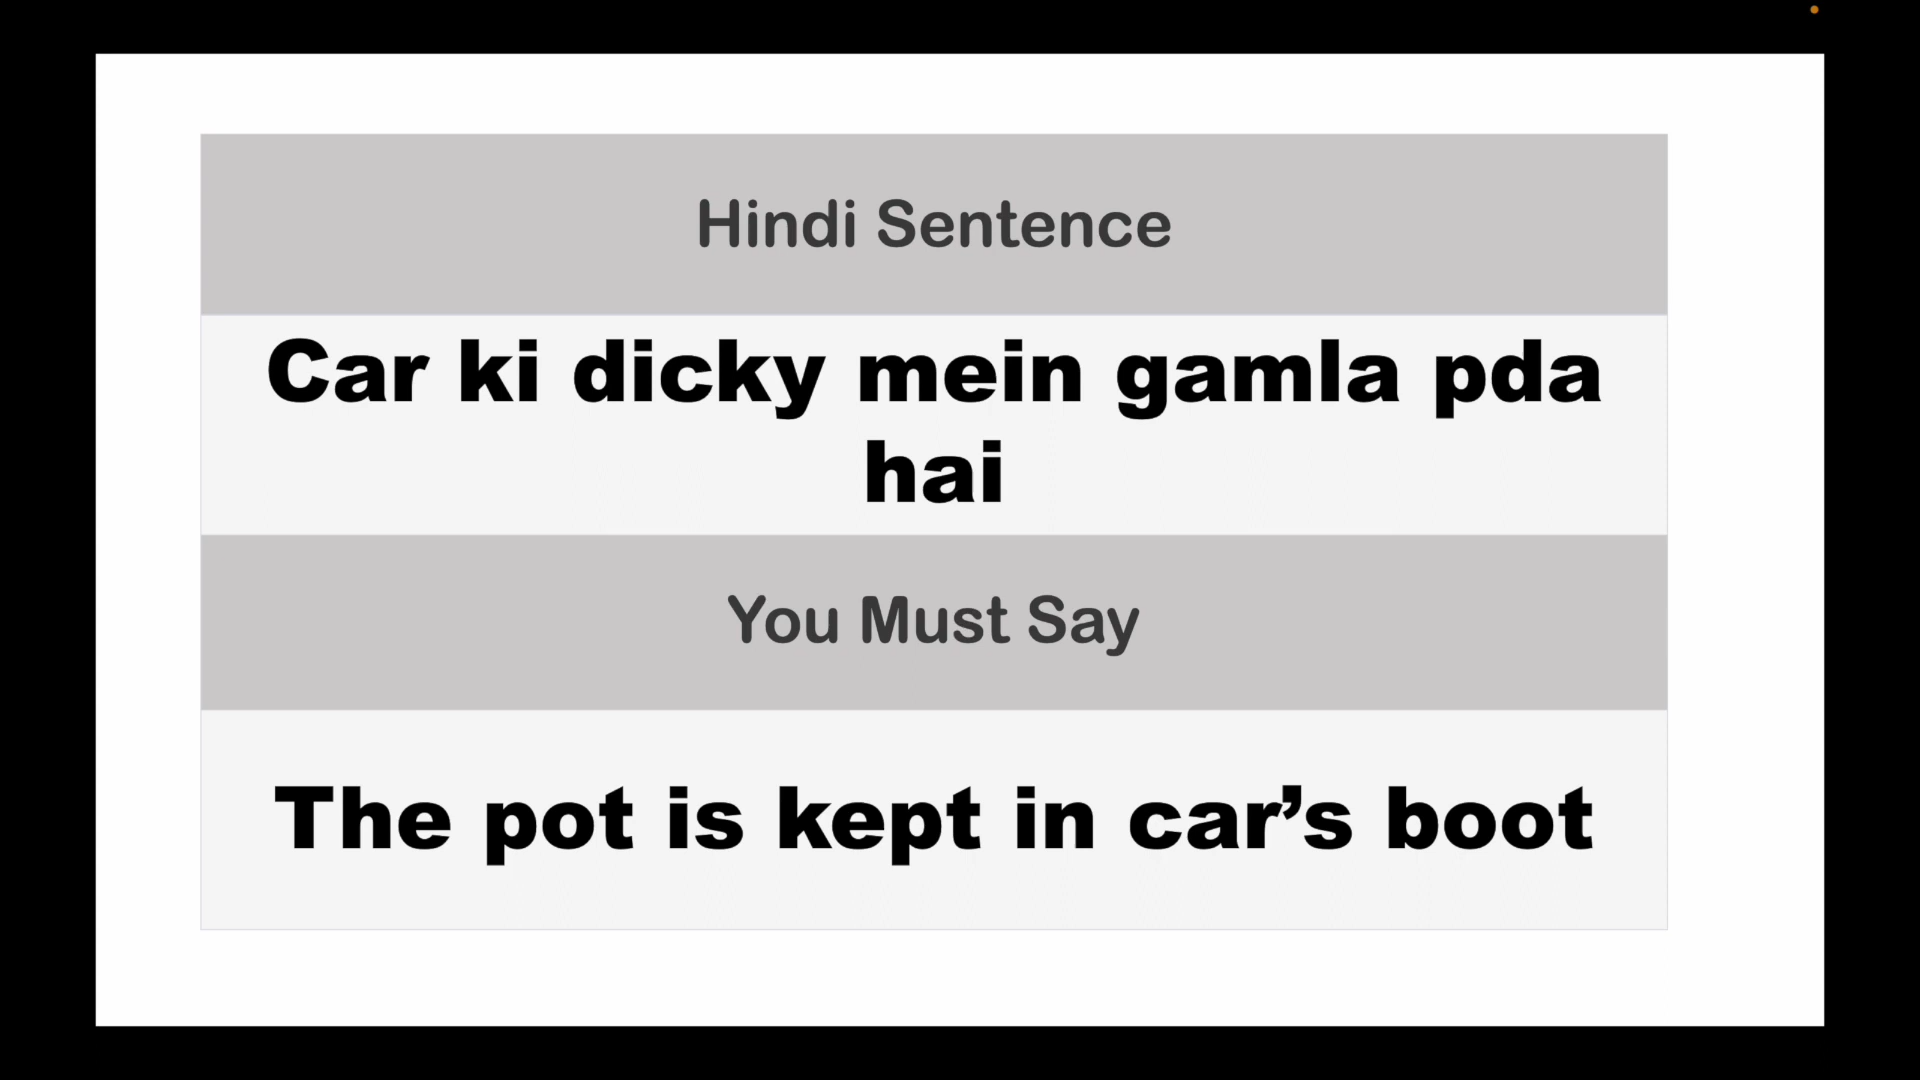 Hindi Sentence
Car ki dicky mein gamla pda
hai
You Must Say
The pot is kept in car’s boot